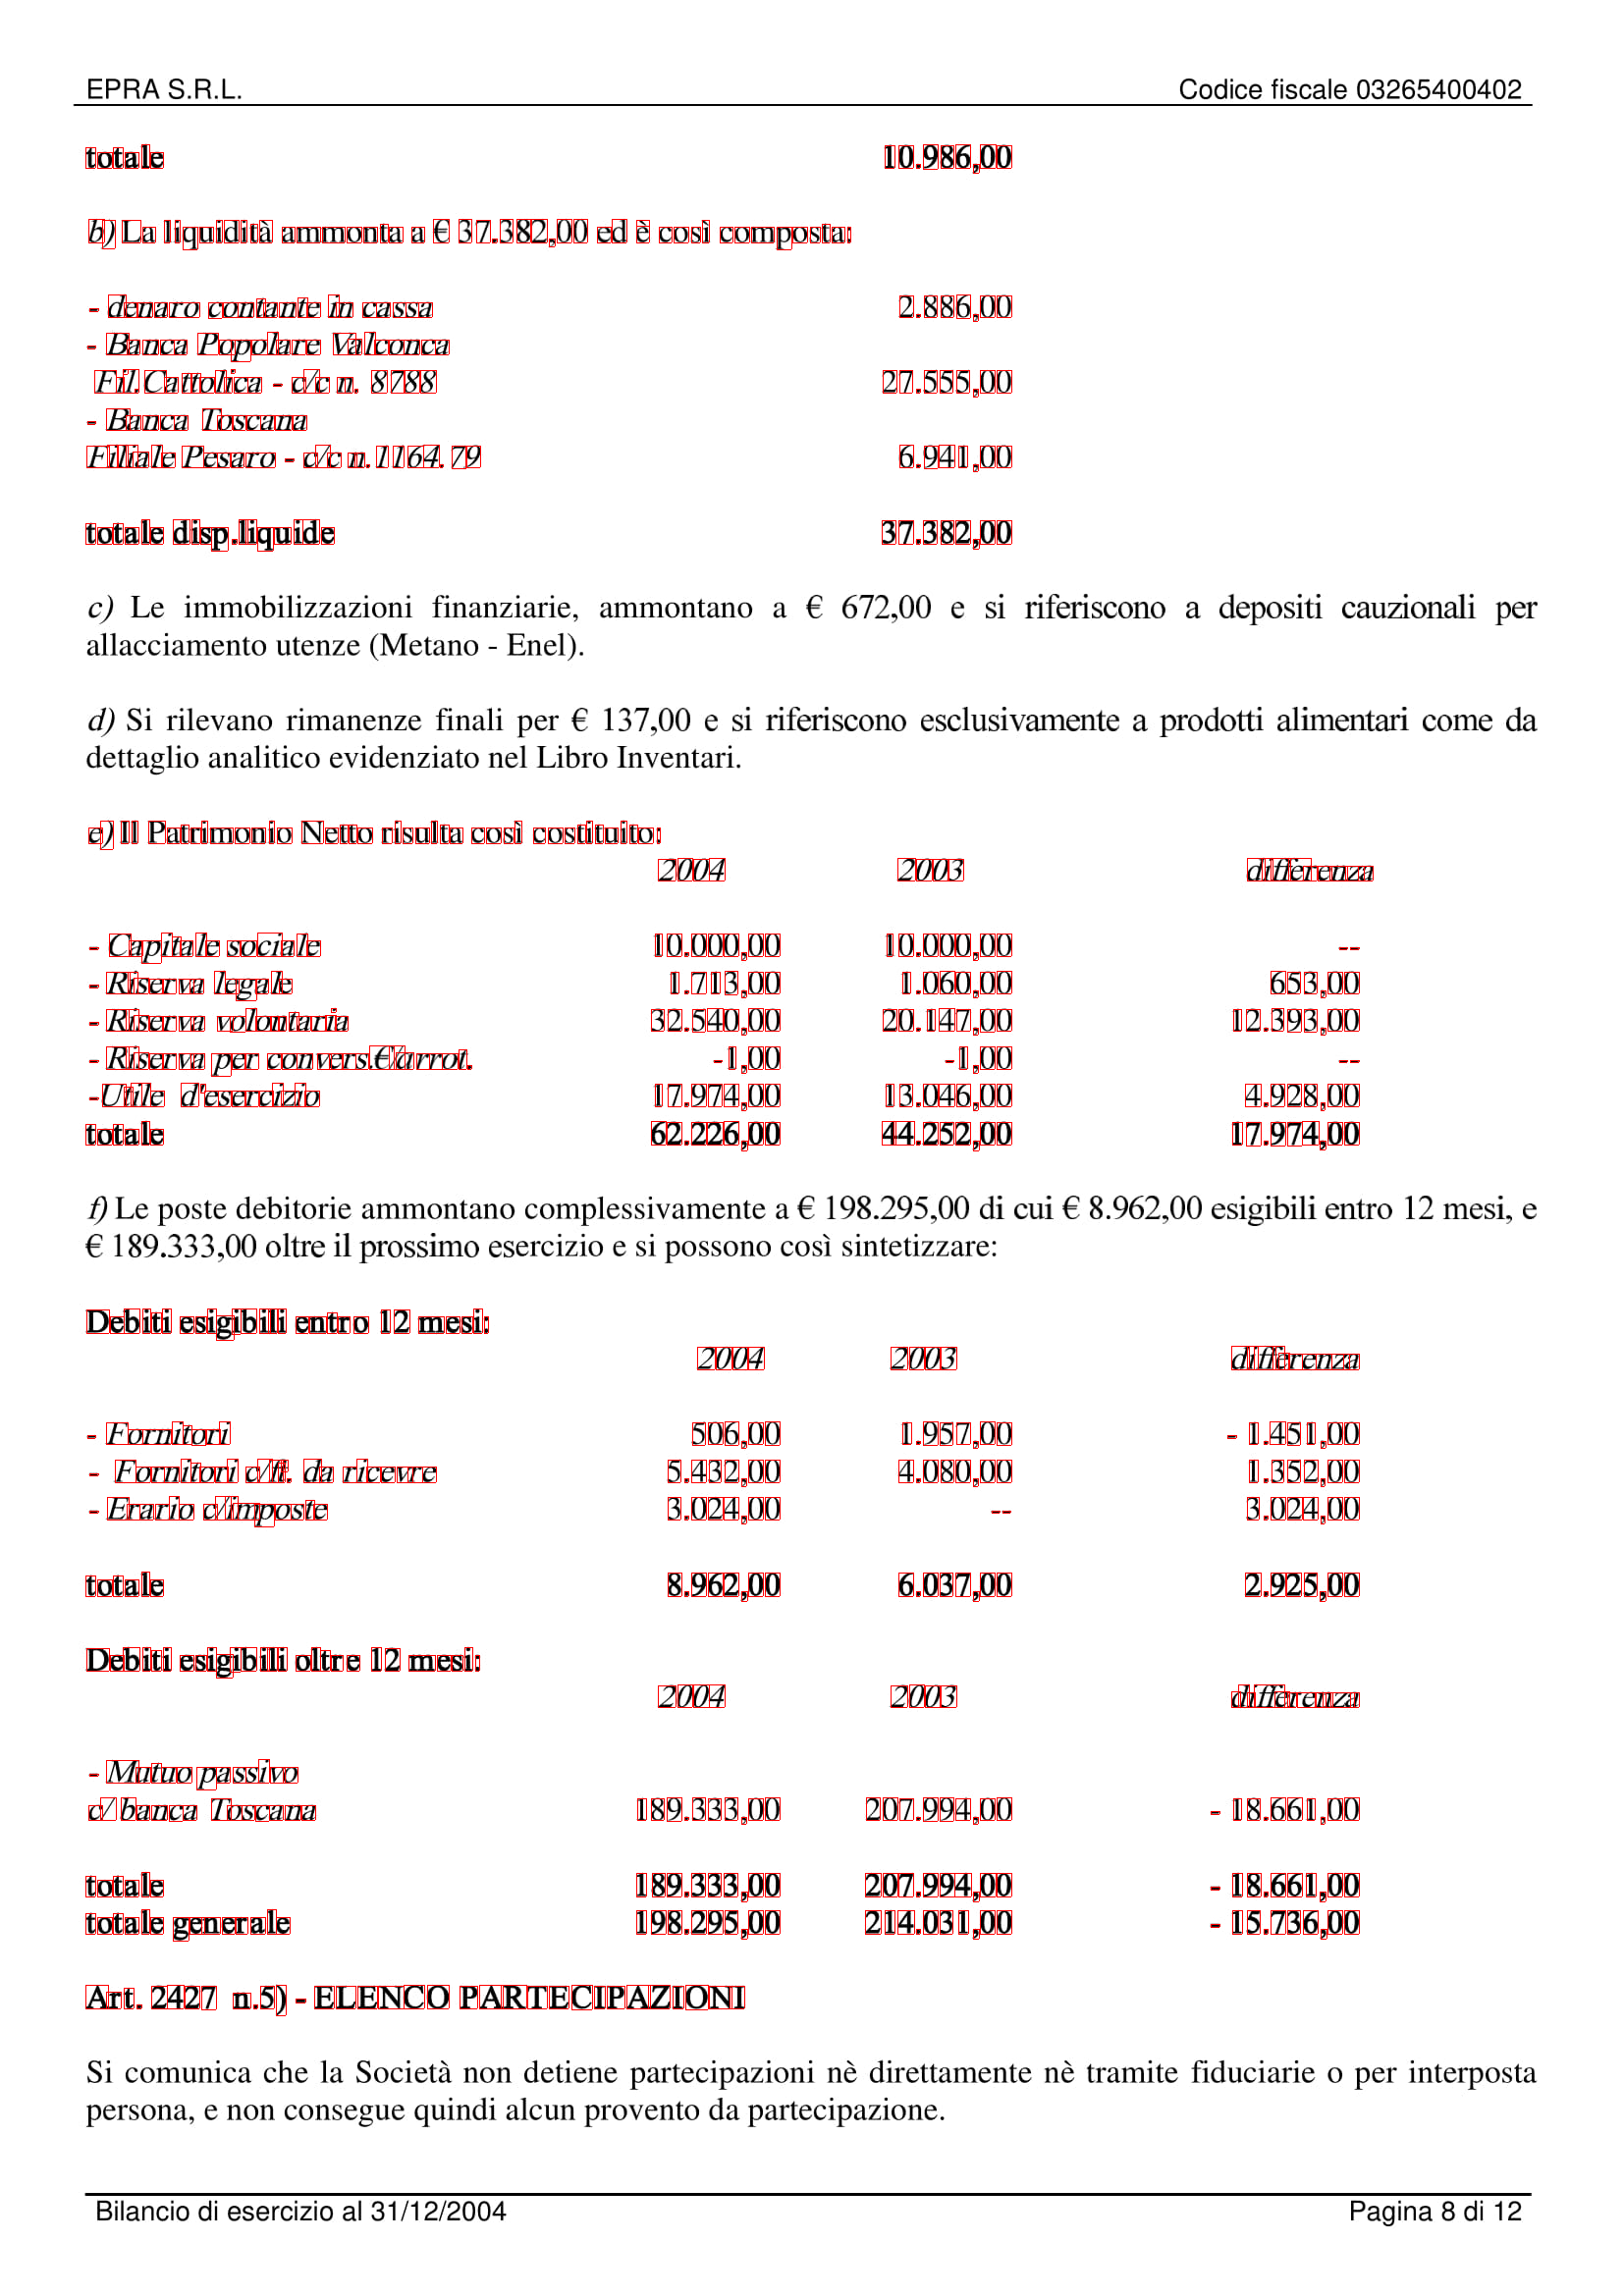 EPRA S.R.L. Codice fiscale 03265400402
totale 10.986,00
b) La liquidità ammonta a € 37.382,00 ed è così composta:
- denaro contante in cassa 2.886,00
- Banca Popolare Valconca
Fil.Cattolica - c/c n. 8788 27.555,00
- Banca Toscana
Filiale Pesaro - c/c n.1164.79 6.941,00
totale disp.liquide 37.382,00
c) Le immobilizzazioni finanziarie, ammontano a € 672,00 e si riferiscono a depositi cauzionali per
allacciamento utenze (Metano - Enel).
d) Si rilevano rimanenze finali per € 137,00 e si riferiscono esclusivamente a prodotti alimentari come da
dettaglio analitico evidenziato nel Libro Inventari.
e) Il Patrimonio Netto risulta così costituito:
2004 2003 differenza
- Capitale sociale 10.000,00 10.000,00 --
- Riserva legale 1.713,00 1.060,00 653,00
- Riserva volontaria 32.540,00 20.147,00 12.393,00
- Riserva per convers.€/arrot. -1,00 -1,00 --
-Utile d'esercizio 17.974,00 13.046,00 4.928,00
totale 62.226,00 44.252,00 17.974,00
f) Le poste debitorie ammontano complessivamente a € 198.295,00 di cui € 8.962,00 esigibili entro 12 mesi, e
€ 189.333,00 oltre il prossimo esercizio e si possono così sintetizzare:
Debiti esigibili entro 12 mesi:
2004 2003 differenza
- Fornitori 506,00 1.957,00 - 1.451,00
- Fornitori c/ft. da ricevre 5.432,00 4.080,00 1.352,00
- Erario c/imposte 3.024,00 -- 3.024,00
totale 8.962,00 6.037,00 2.925,00
Debiti esigibili oltre 12 mesi:
2004 2003 differenza
- Mutuo passivo
c/ banca Toscana 189.333,00 207.994,00 - 18.661,00
totale 189.333,00 207.994,00 - 18.661,00
totale generale 198.295,00 214.031,00 - 15.736,00
Art. 2427 n.5) - ELENCO PARTECIPAZIONI
Si comunica che la Società non detiene partecipazioni nè direttamente nè tramite fiduciarie o per interposta
persona, e non consegue quindi alcun provento da partecipazione.
Bilancio di esercizio al 31/12/2004 Pagina 8 di 12